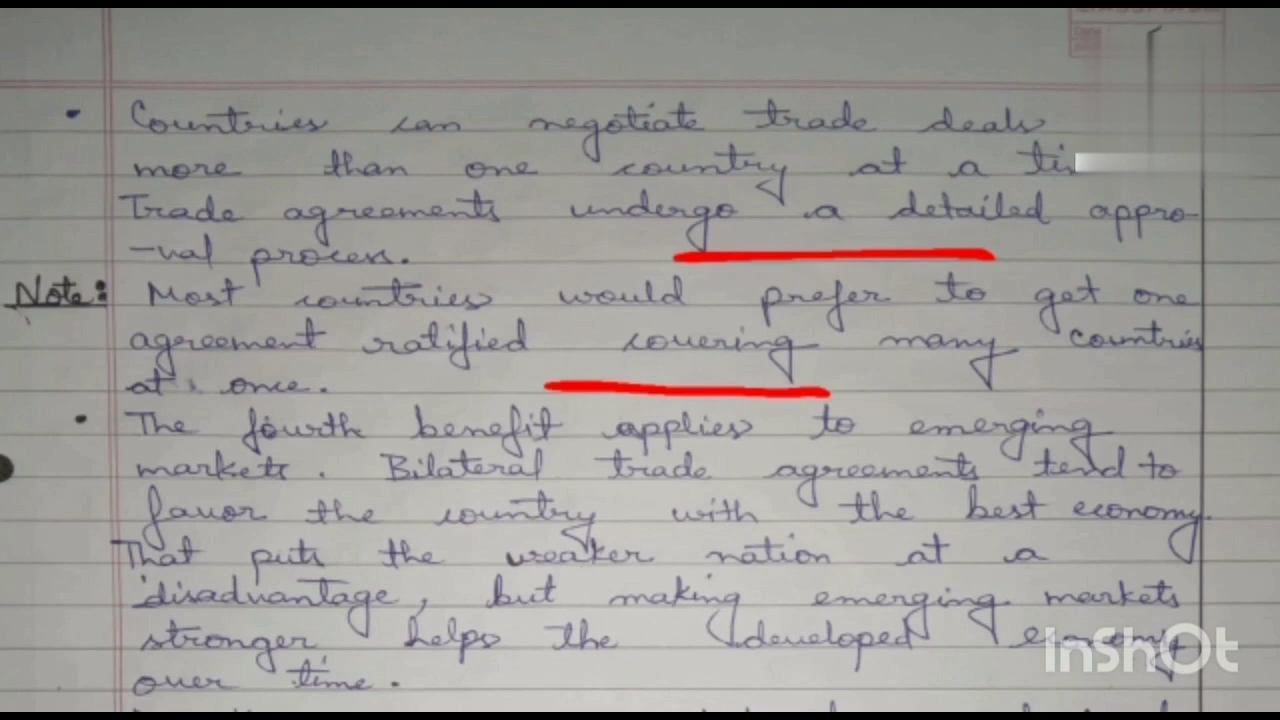 • Countries can negotiate trade deals
more than one country at a
Trade agreements undergo a detailed appro-
-val process.
Note: Most countries would prefer to get one
agreement ratified covering many countries
at once.
• The fourth benefit applies to emerging
markets. Bilateral trade agreements tend to
favor the country with the best economy.
That puts the weaker nation at a
disadvantage, but making emerging markets
stronger helps the developed economy
over time.
InShOt